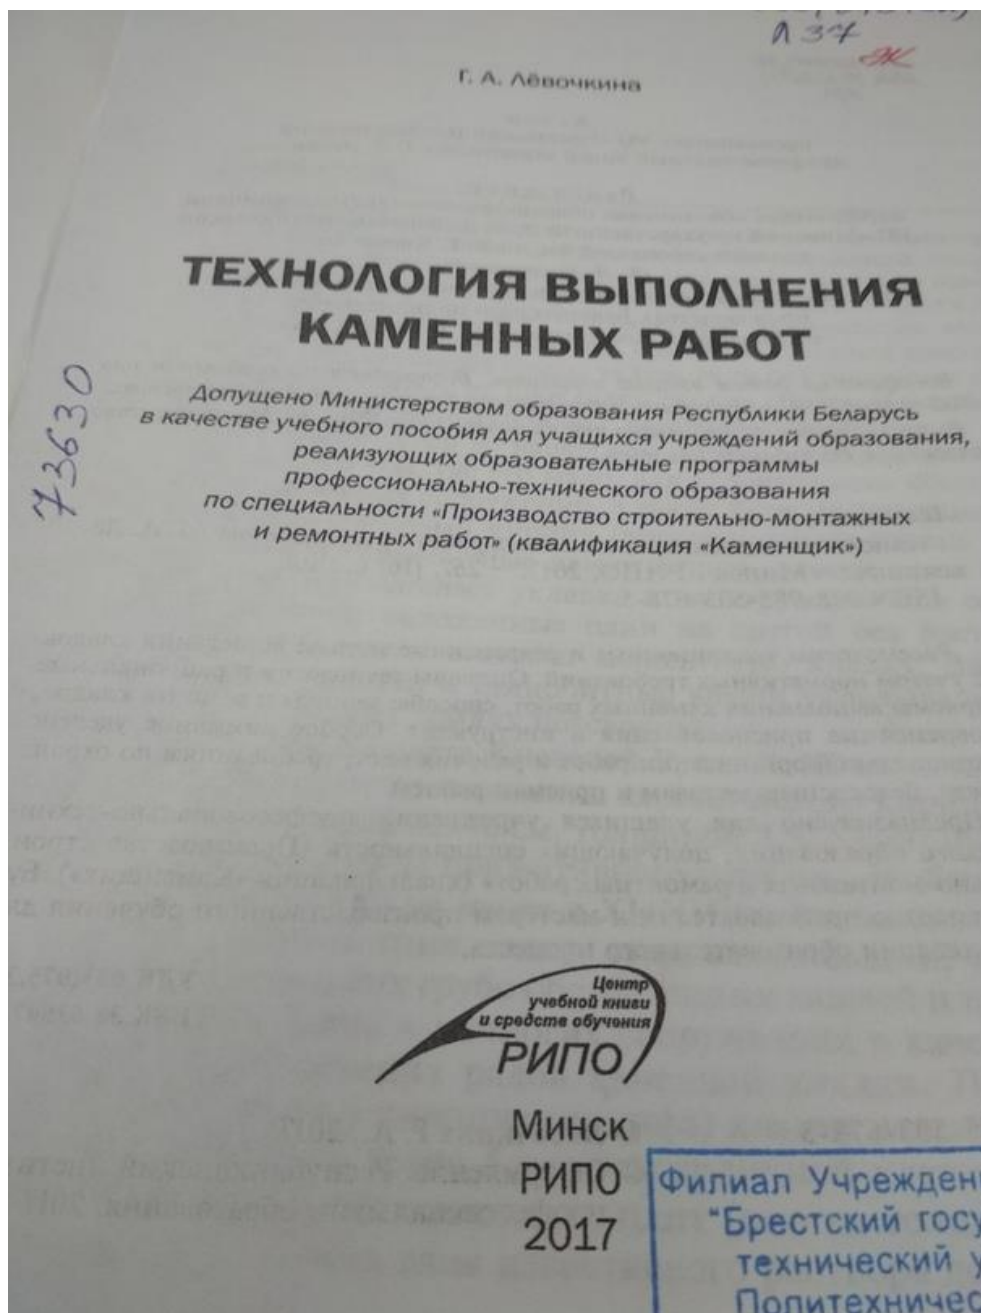 Л 37
Ж
Г. А. Лёвочкина
ТЕХНОЛОГИЯ ВЫПОЛНЕНИЯ
КАМЕННЫХ РАБОТ
73630
Допущено Министерством образования Республики Беларусь
в качестве учебного пособия для учащихся учреждений образования,
реализующих образовательные программы
профессионально-технического образования
по специальности «Производство строительно-монтажных
и ремонтных работ» (квалификация «Каменщик»)
Центр
учебной книги
и средств обучения
РИПО
Минск
РИПО
2017
Филиал Учрежден
"Брестский госу
технический у
Политехничес